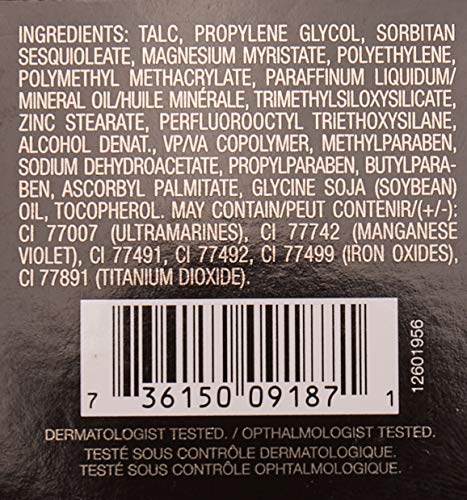 INGREDIENTS: TALC, PROPYLENE GLYCOL, SORBITAN
SESQUIOLEATE, MAGNESIUM MYRISTATE, POLYETHYLENE,
POLYMETHYL METHACRYLATE, PARAFFINUM LIQUIDUM/
MINERAL OIL/HUILE MINÉRALE, TRIMETHYLSILOXYSILICATE,
ZINC STEARATE, PERFLUOROOCTYL TRIETHOXYSILANE,
ALCOHOL DENAT., VP/VA COPOLYMER, METHYLPARABEN,
SODIUM DEHYDROACETATE, PROPYLPARABEN, BUTYLPARA-
BEN, ASCORBYL PALMITATE, GLYCINE SOJA (SOYBEAN)
OIL, TOCOPHEROL. MAY CONTAIN/PEUT CONTENIR/(+/-):
CI 77007 (ULTRAMARINES), CI 77742 (MANGANESE
VIOLET), CI 77491, CI 77492, CI 77499 (IRON OXIDES),
CI 77891 (TITANIUM DIOXIDE).
7 36150 09187 1
12601956
DERMATOLOGIST TESTED. / OPTHALMOLOGIST TESTED.
TESTÉ SOUS CONTRÔLE DERMATOLOGIQUE.
TESTÉ SOUS CONTRÔLE OPHTALMOLOGIQUE.